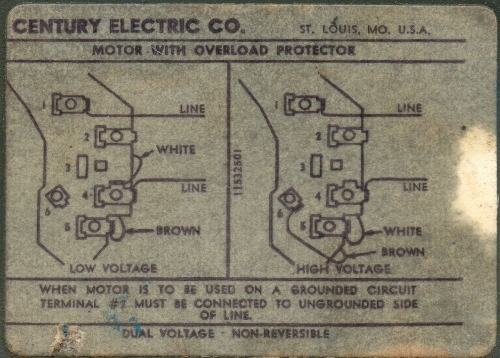 CENTURY ELECTRIC CO. ST. LOUIS, MO. U.S.A.
MOTOR WITH OVERLOAD PROTECTOR
1 LINE
2
WHITE
3
4 LINE
6
5 BROWN
LOW VOLTAGE
11532501
1 LINE
2
3
4 LINE
6
5 WHITE
BROWN
HIGH VOLTAGE
WHEN MOTOR IS TO BE USED ON A GROUNDED CIRCUIT
TERMINAL #1 MUST BE CONNECTED TO UNGROUNDED SIDE
OF LINE.
DUAL VOLTAGE - NON-REVERSIBLE